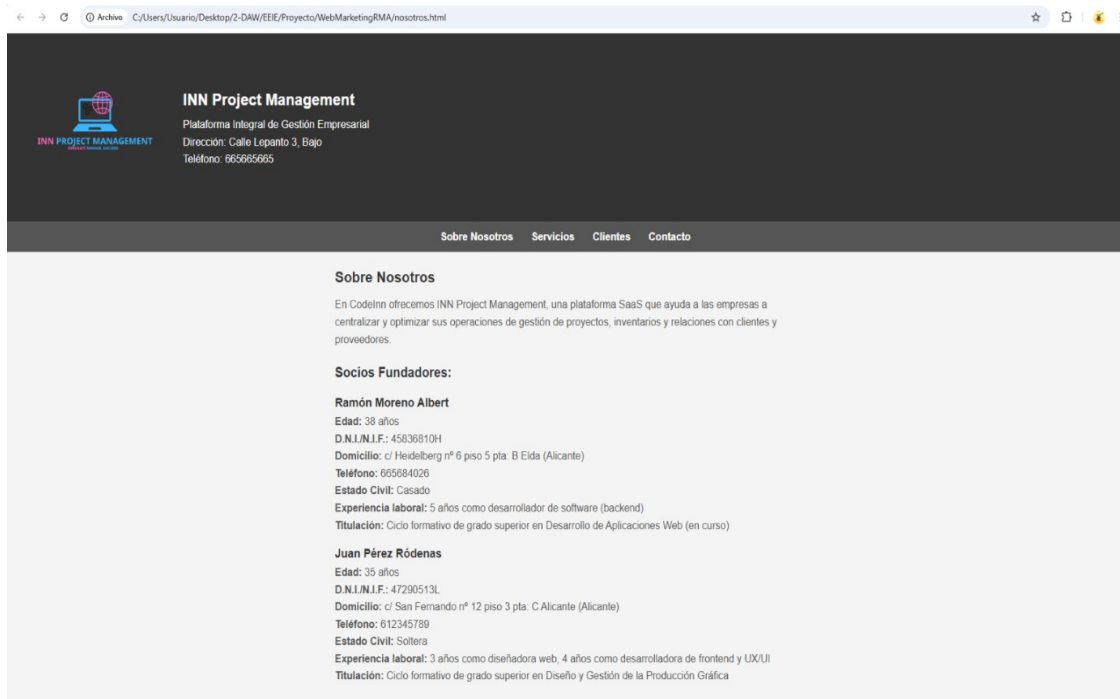 Archivo C:/Users/Usuario/Desktop/2-DAW/EEIE/Proyecto/WebMarketingRMA/nosotros.html
INN PROJECT MANAGEMENT
INN Project Management
Plataforma Integral de Gestión Empresarial
Dirección: Calle Lepanto 3, Bajo
Teléfono: 665665665
Sobre Nosotros Servicios Clientes Contacto
Sobre Nosotros
En CodeInn ofrecemos INN Project Management, una plataforma SaaS que ayuda a las empresas a
centralizar y optimizar sus operaciones de gestión de proyectos, inventarios y relaciones con clientes y
proveedores.
Socios Fundadores:
Ramón Moreno Albert
Edad: 38 años
D.N.I./N.I.F.: 45836810H
Domicilio: c/ Heidelberg nº 6 piso 5 pta: B Elda (Alicante)
Teléfono: 665684026
Estado Civil: Casado
Experiencia laboral: 5 años como desarrollador de software (backend)
Titulación: Ciclo formativo de grado superior en Desarrollo de Aplicaciones Web (en curso)
Juan Pérez Ródenas
Edad: 35 años
D.N.I./N.I.F.: 47290513L
Domicilio: c/ San Fernando nº 12 piso 3 pta: C Alicante (Alicante)
Teléfono: 612345789
Estado Civil: Soltera
Experiencia laboral: 3 años como diseñadora web, 4 años como desarrolladora de frontend y UX/UI
Titulación: Ciclo formativo de grado superior en Diseño y Gestión de la Producción Gráfica